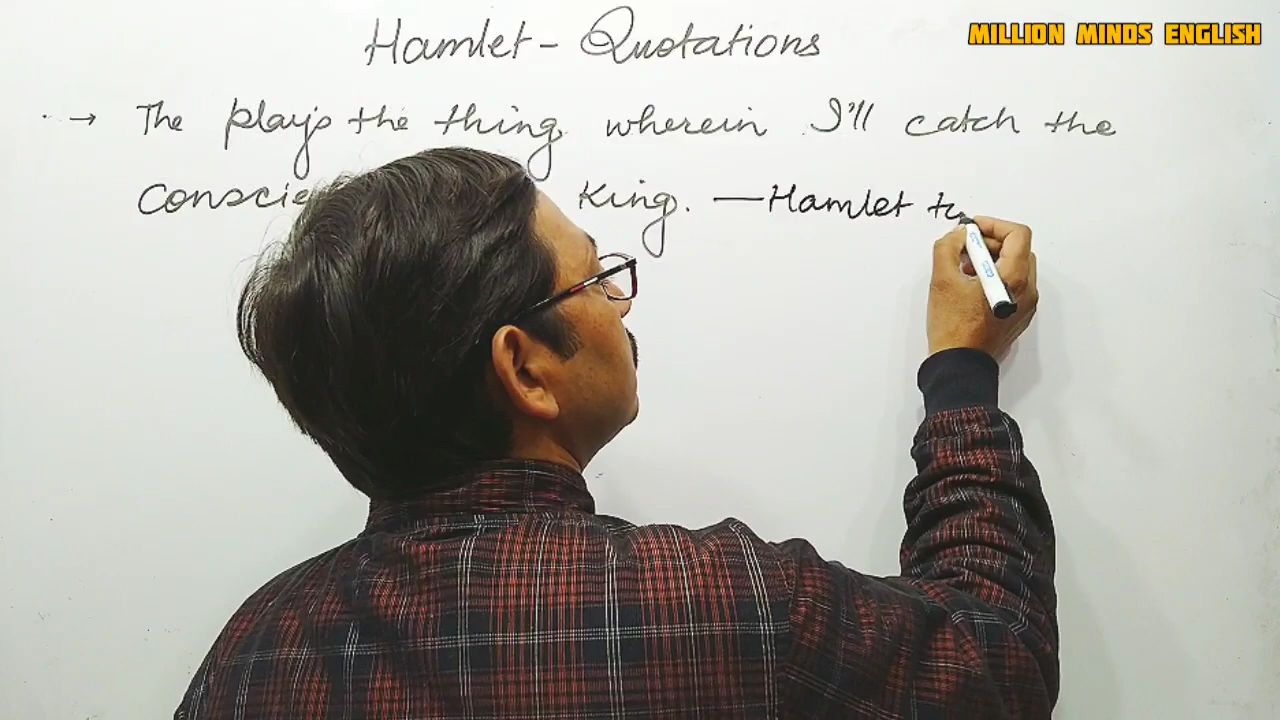 Hamlet - Quotations
MILLION MINDS ENGLISH
→ The play's the thing wherein I'll catch the
King. — Hamlet